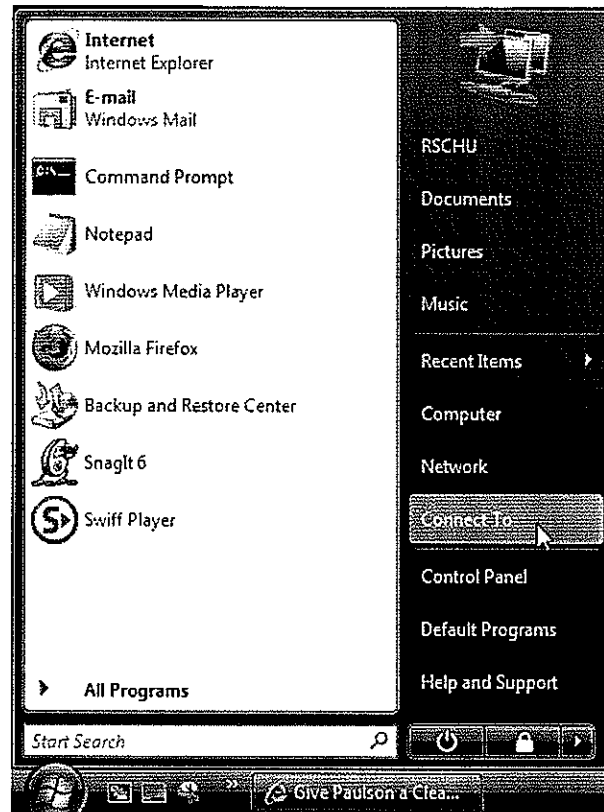 Internet
Internet Explorer
E-mail
Windows Mail
Command Prompt
Notepad
Windows Media Player
Mozilla Firefox
Backup and Restore Center
SnagIt 6
Swiff Player
All Programs
Start Search
RSCHU
Documents
Pictures
Music
Recent Items
Computer
Network
Connect To
Control Panel
Default Programs
Help and Support
Give Paulson a Clea...